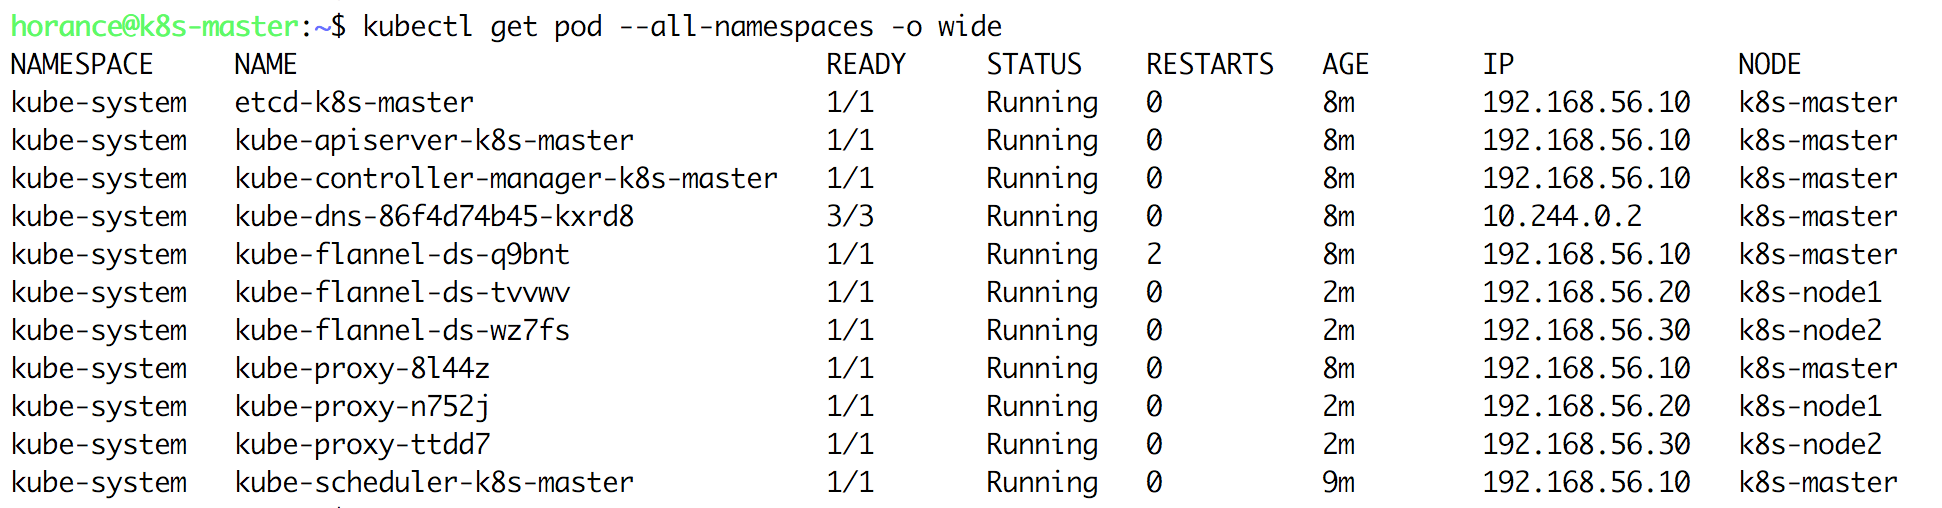 horance@k8s-master:~$ kubectl get pod --all-namespaces -o wide
NAMESPACE     NAME                                 READY     STATUS    RESTARTS   AGE       IP              NODE
kube-system   etcd-k8s-master                      1/1       Running   0          8m        192.168.56.10   k8s-master
kube-system   kube-apiserver-k8s-master            1/1       Running   0          8m        192.168.56.10   k8s-master
kube-system   kube-controller-manager-k8s-master   1/1       Running   0          8m        192.168.56.10   k8s-master
kube-system   kube-dns-86f4d74b45-kxrd8            3/3       Running   0          8m        10.244.0.2      k8s-master
kube-system   kube-flannel-ds-q9bnt                1/1       Running   2          8m        192.168.56.10   k8s-master
kube-system   kube-flannel-ds-tvvwv                1/1       Running   0          2m        192.168.56.20   k8s-node1
kube-system   kube-flannel-ds-wz7fs                1/1       Running   0          2m        192.168.56.30   k8s-node2
kube-system   kube-proxy-8l44z                     1/1       Running   0          8m        192.168.56.10   k8s-master
kube-system   kube-proxy-n752j                     1/1       Running   0          2m        192.168.56.20   k8s-node1
kube-system   kube-proxy-ttdd7                     1/1       Running   0          2m        192.168.56.30   k8s-node2
kube-system   kube-scheduler-k8s-master            1/1       Running   0          9m        192.168.56.10   k8s-master